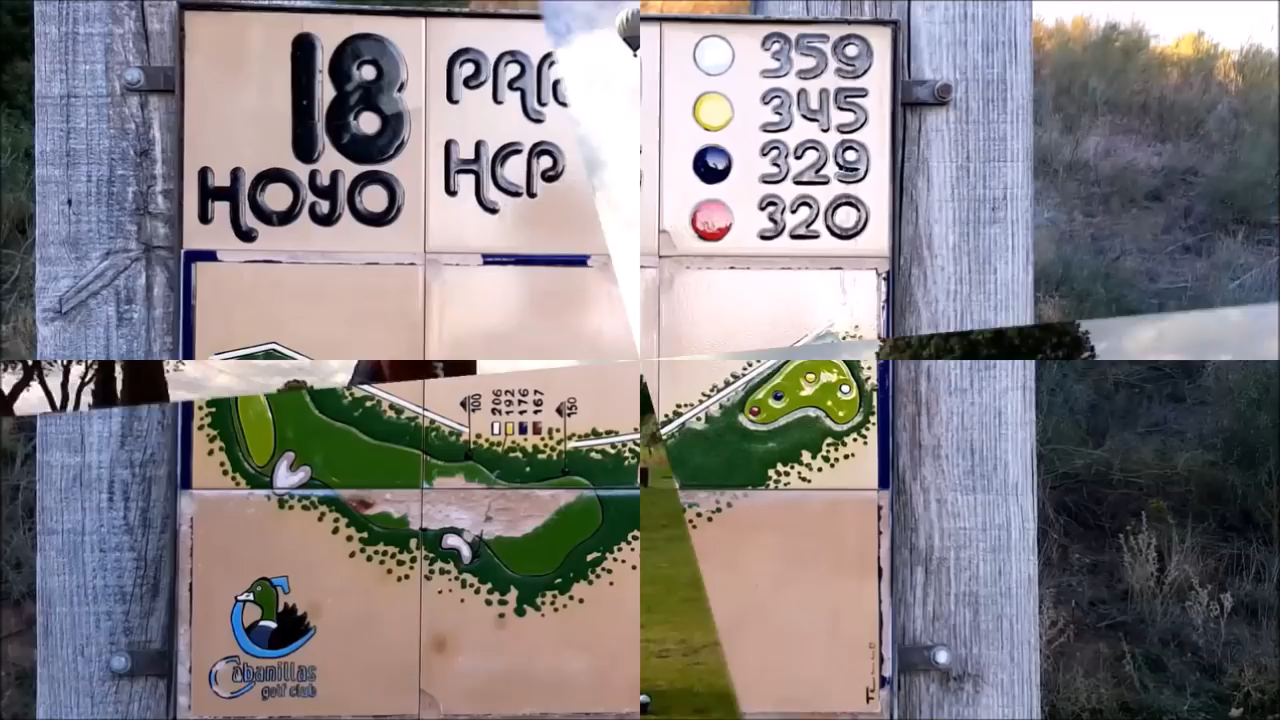 18
HOYO
HCP
359
345
329
320
100
206
192
176
167
150
Cabanillas
golf club